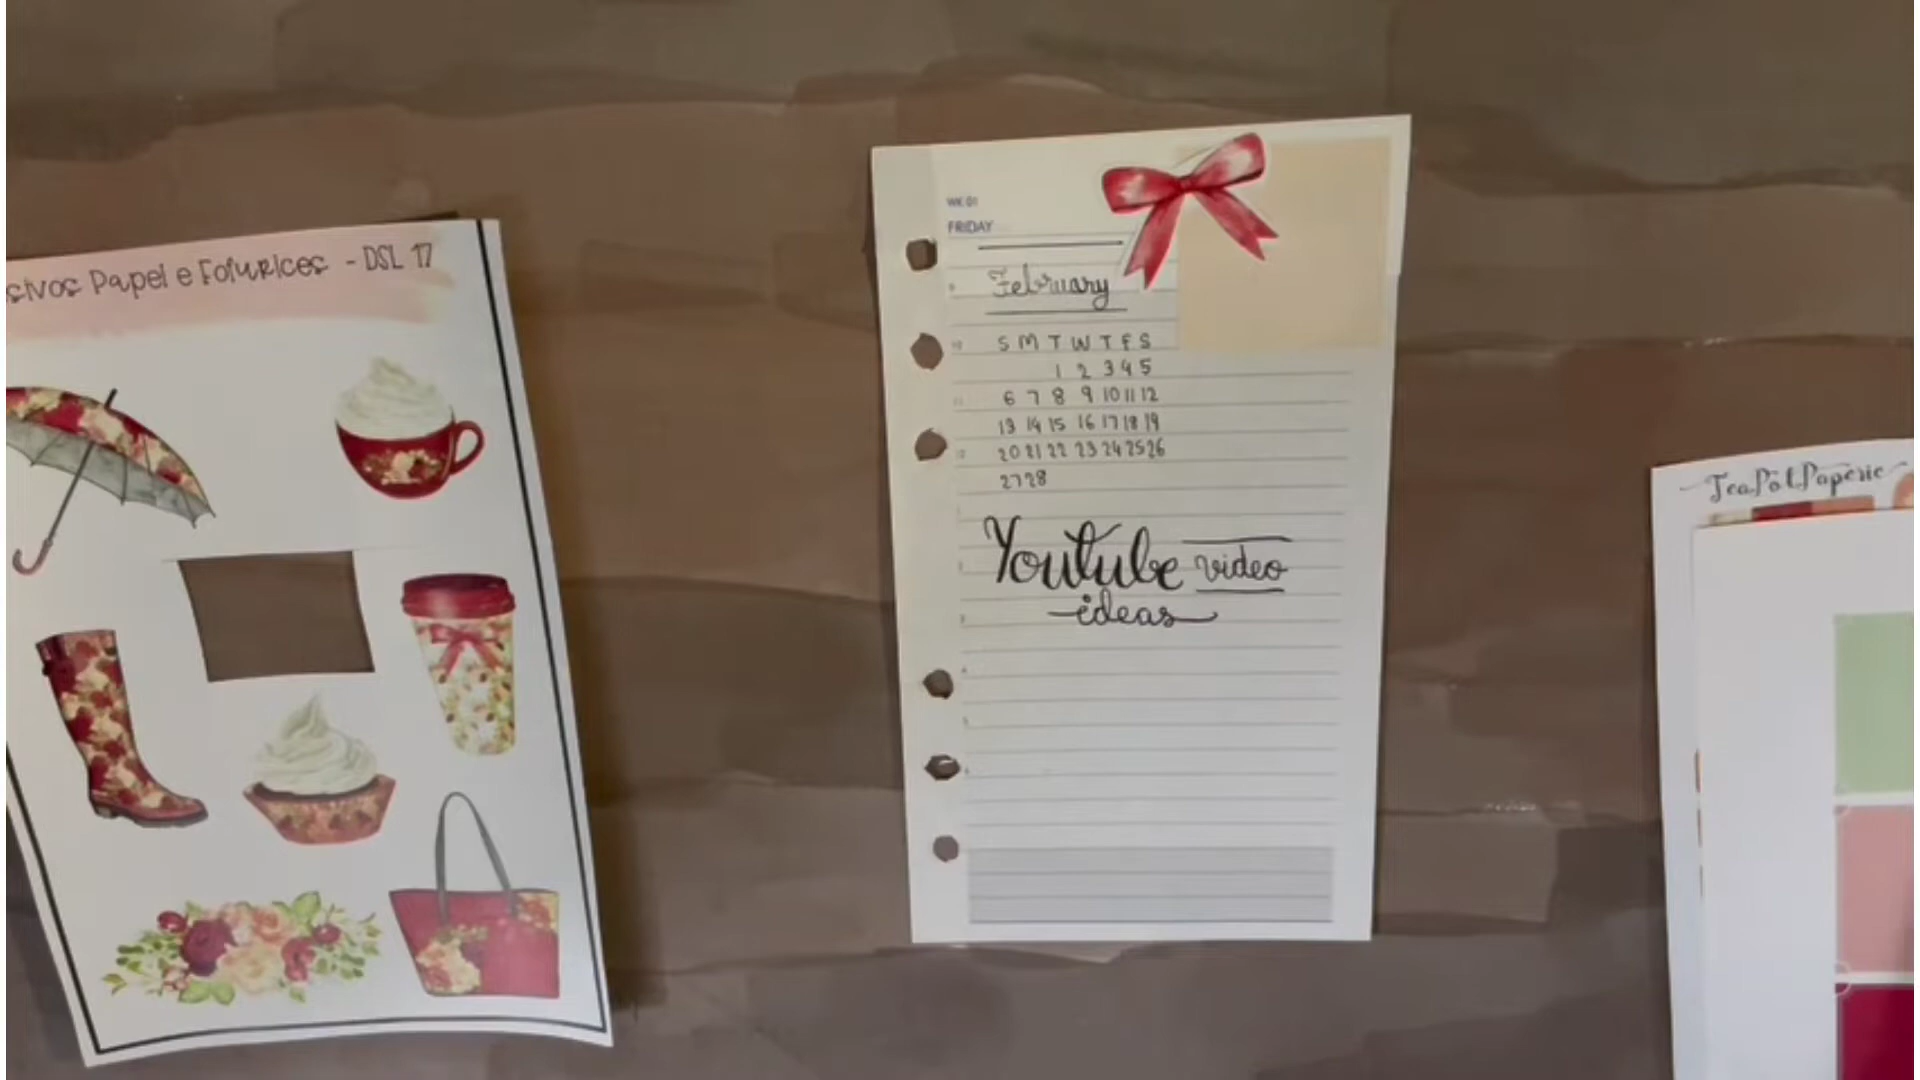 sivos Papel e Fofurices - DSL 17
WK 01
FRIDAY
February
S M T W T F S
1 2 3 4 5
6 7 8 9 10 11 12
13 14 15 16 17 18 19
20 21 22 23 24 25 26
27 28
Youtube video
ideas
TeaPotPaperie